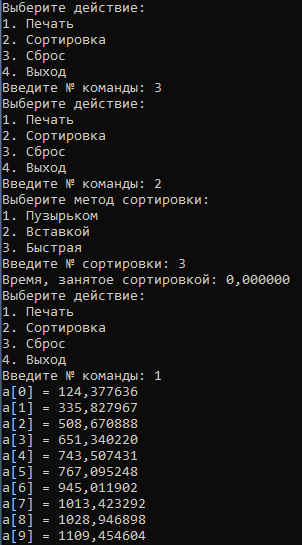 Выберите действие:
1. Печать
2. Сортировка
3. Сброс
4. Выход
Введите № команды: 3
Выберите действие:
1. Печать
2. Сортировка
3. Сброс
4. Выход
Введите № команды: 2
Выберите метод сортировки:
1. Пузырьком
2. Вставкой
3. Быстрая
Введите № сортировки: 3
Время, занятое сортировкой: 0,000000
Выберите действие:
1. Печать
2. Сортировка
3. Сброс
4. Выход
Введите № команды: 1
a[0] = 124,377636
a[1] = 335,827967
a[2] = 508,670888
a[3] = 651,340220
a[4] = 743,507431
a[5] = 767,095248
a[6] = 945,011902
a[7] = 1013,423292
a[8] = 1028,946898
a[9] = 1109,454604